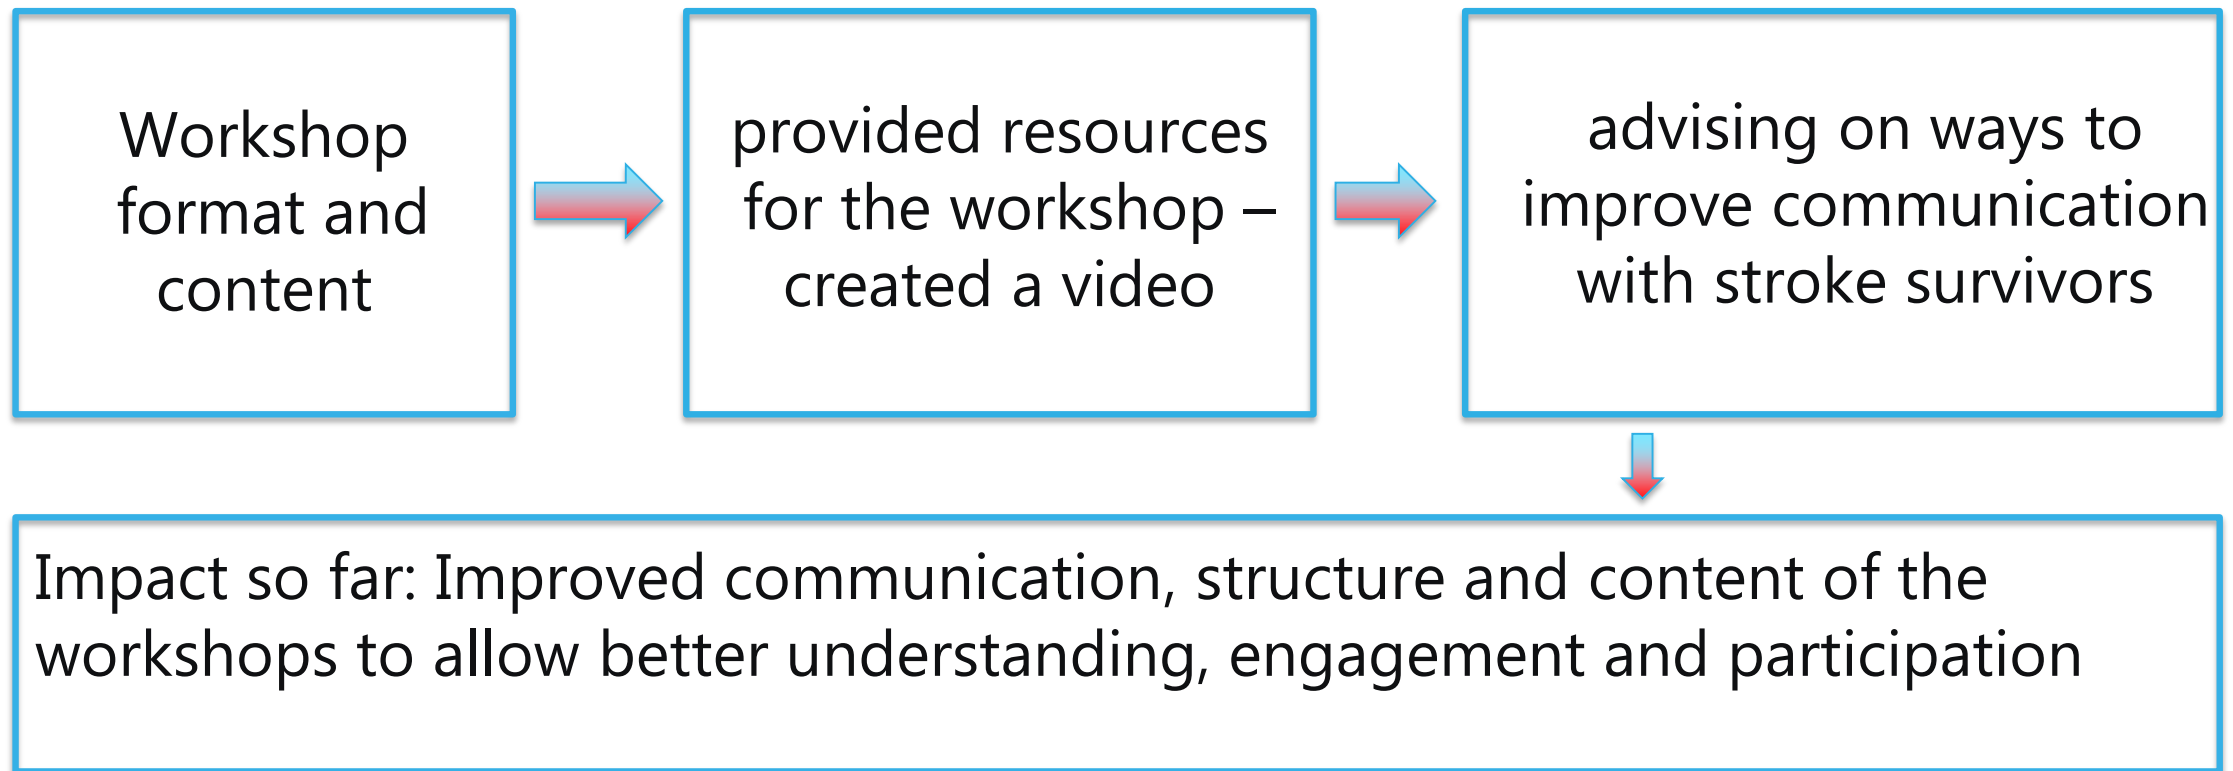 Workshop
format and
content
provided resources
for the workshop –
created a video
advising on ways to
improve communication
with stroke survivors
Impact so far: Improved communication, structure and content of the
workshops to allow better understanding, engagement and participation